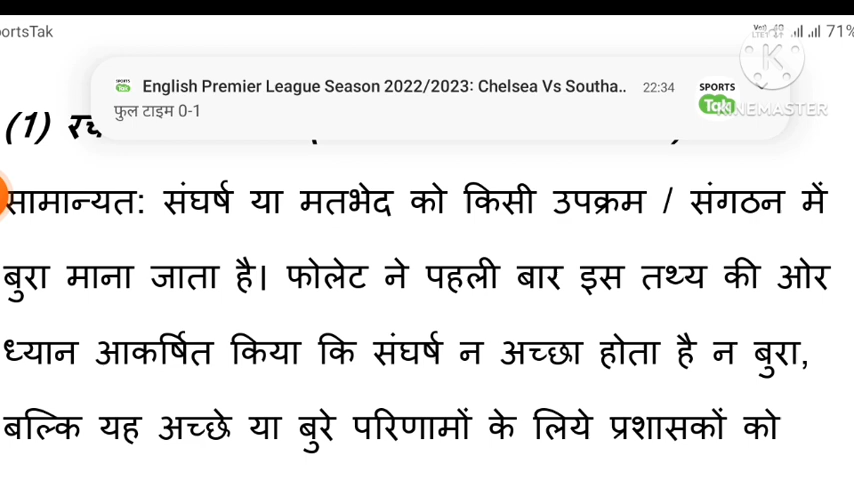 ortsTak
71%
English Premier League Season 2022/2023: Chelsea Vs Southa.. 22:34
SPORTS
Tak
फुल टाइम 0-1
K
KINEMASTER
(1)
सामान्यत: संघर्ष या मतभेद को किसी उपक्रम / संगठन में
बुरा माना जाता है। फोलेट ने पहली बार इस तथ्य की ओर
ध्यान आकर्षित किया कि संघर्ष न अच्छा होता है न बुरा,
बल्कि यह अच्छे या बुरे परिणामों के लिये प्रशासकों को